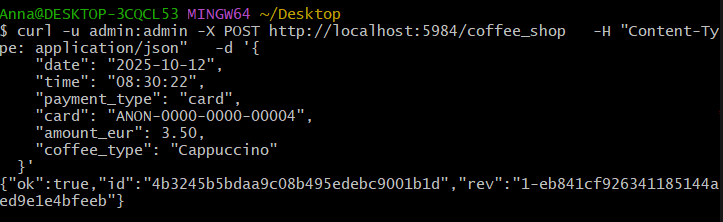 Anna@DESKTOP-3CQCL53 MINGW64 ~/Desktop
$ curl -u admin:admin -X POST http://localhost:5984/coffee_shop   -H "Content-Ty
pe: application/json"   -d '{
    "date": "2025-10-12",
    "time": "08:30:22",
    "payment_type": "card",
    "card": "ANON-0000-0000-00004",
    "amount_eur": 3.50,
    "coffee_type": "Cappuccino"
  }'
{"ok":true,"id":"4b3245b5bdaa9c08b495edebc9001b1d","rev":"1-eb841cf926341185144a
ed9e1e4bfeeb"}